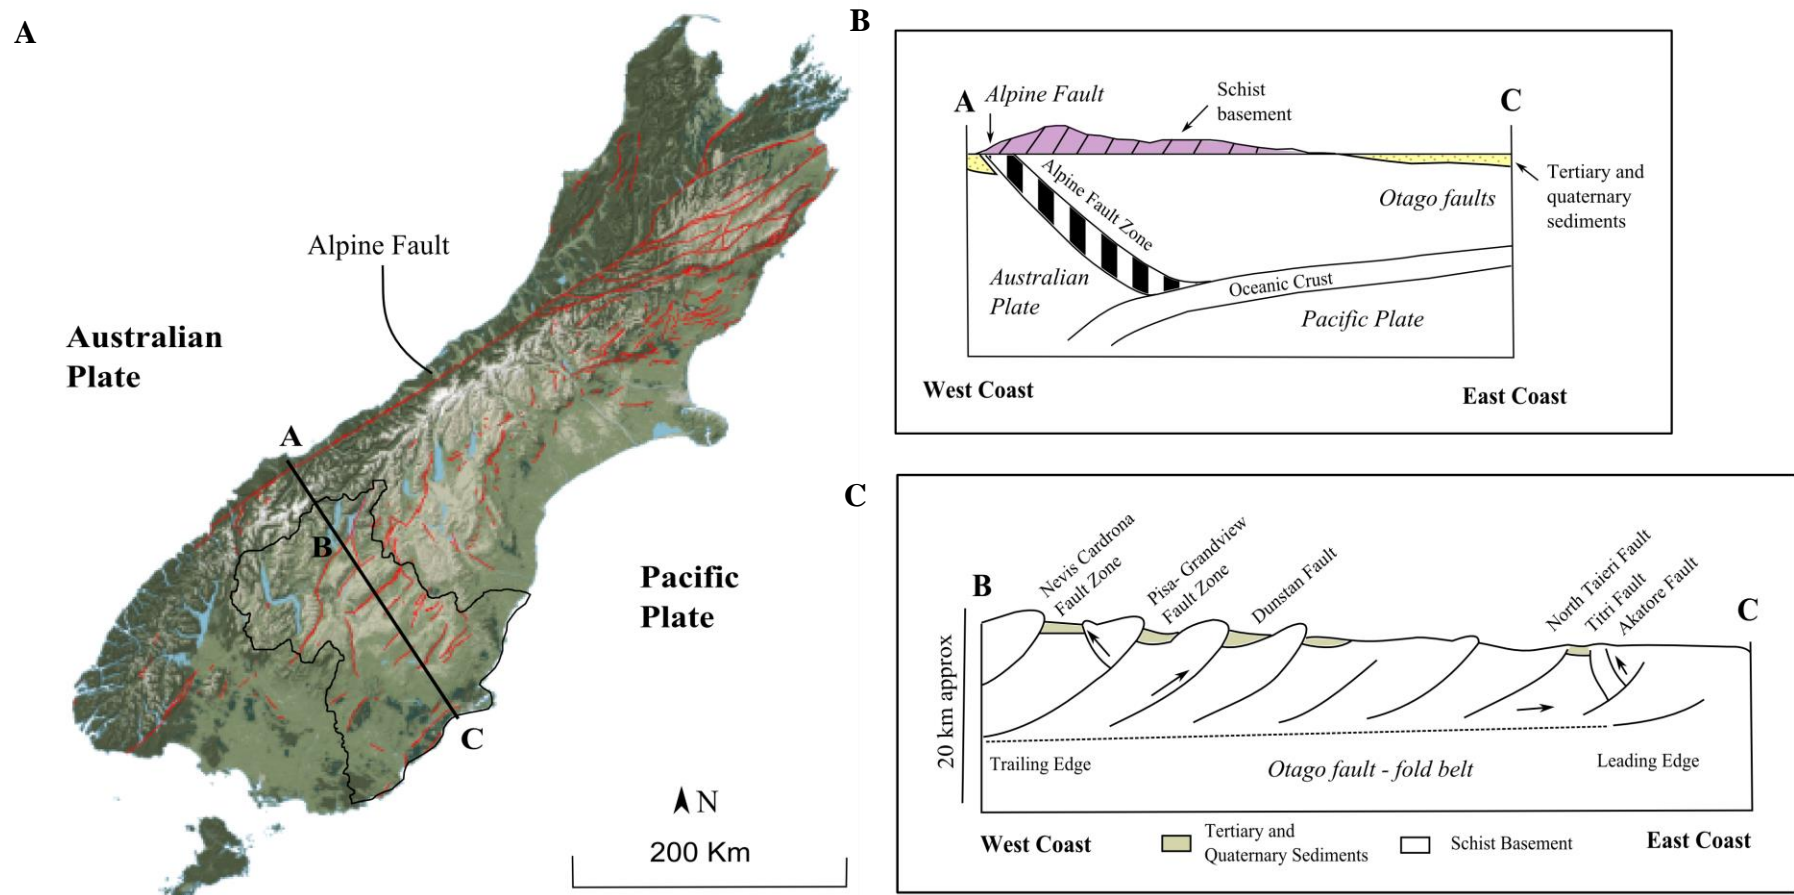 A
Alpine Fault
Australian
Plate
A
B
Pacific
Plate
C
N
200 Km
B
A
Alpine Fault
Schist
basement
C
Alpine Fault Zone
Otago faults
Tertiary and
quaternary
sediments
Australian
Plate
Oceanic Crust
Pacific Plate
West Coast
East Coast
C
B
Nevis Cardrona
Fault Zone
Pisa- Grandview
Fault Zone
Dunstan Fault
North Taieri Fault
Titri Fault
Akatore Fault
C
20 km approx
Trailing Edge
Otago fault - fold belt
Leading Edge
West Coast
Tertiary and
Quaternary Sediments
Schist Basement
East Coast